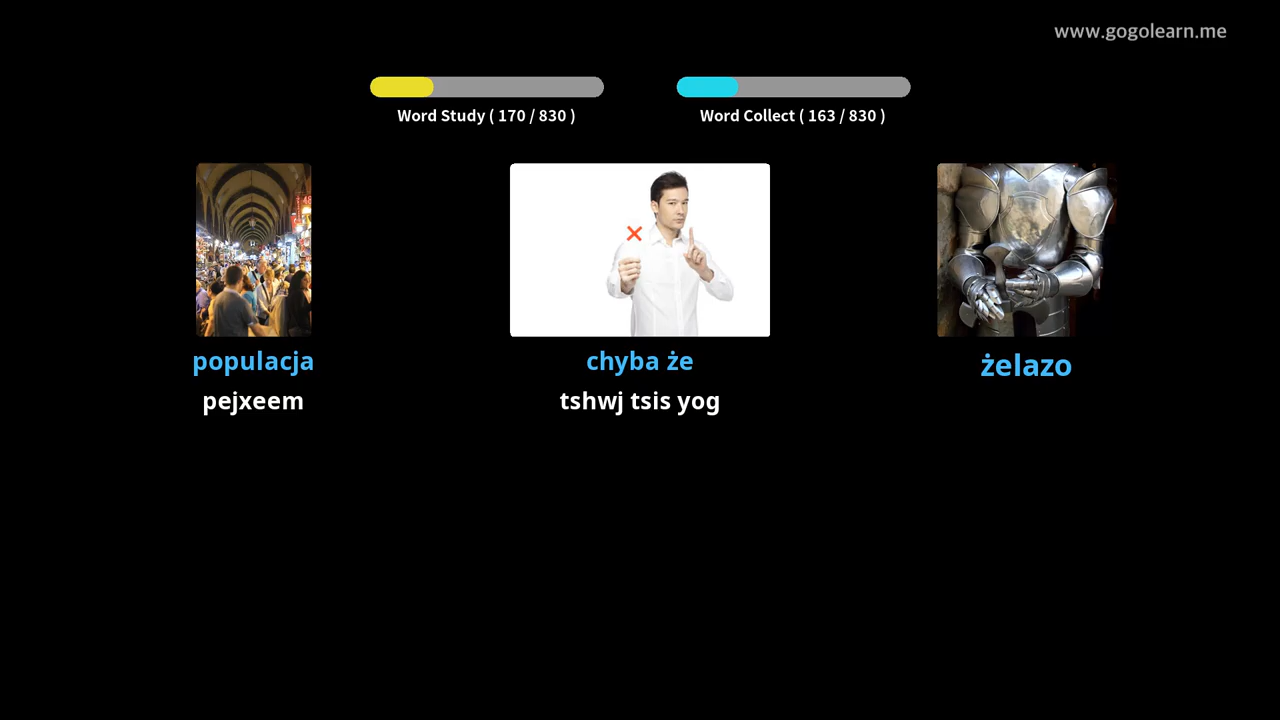 www.gogolearn.me
Word Study ( 170 / 830 )
Word Collect ( 163 / 830 )
populacja
pejxeem
chyba że
tshwj tsis yog
żelazo